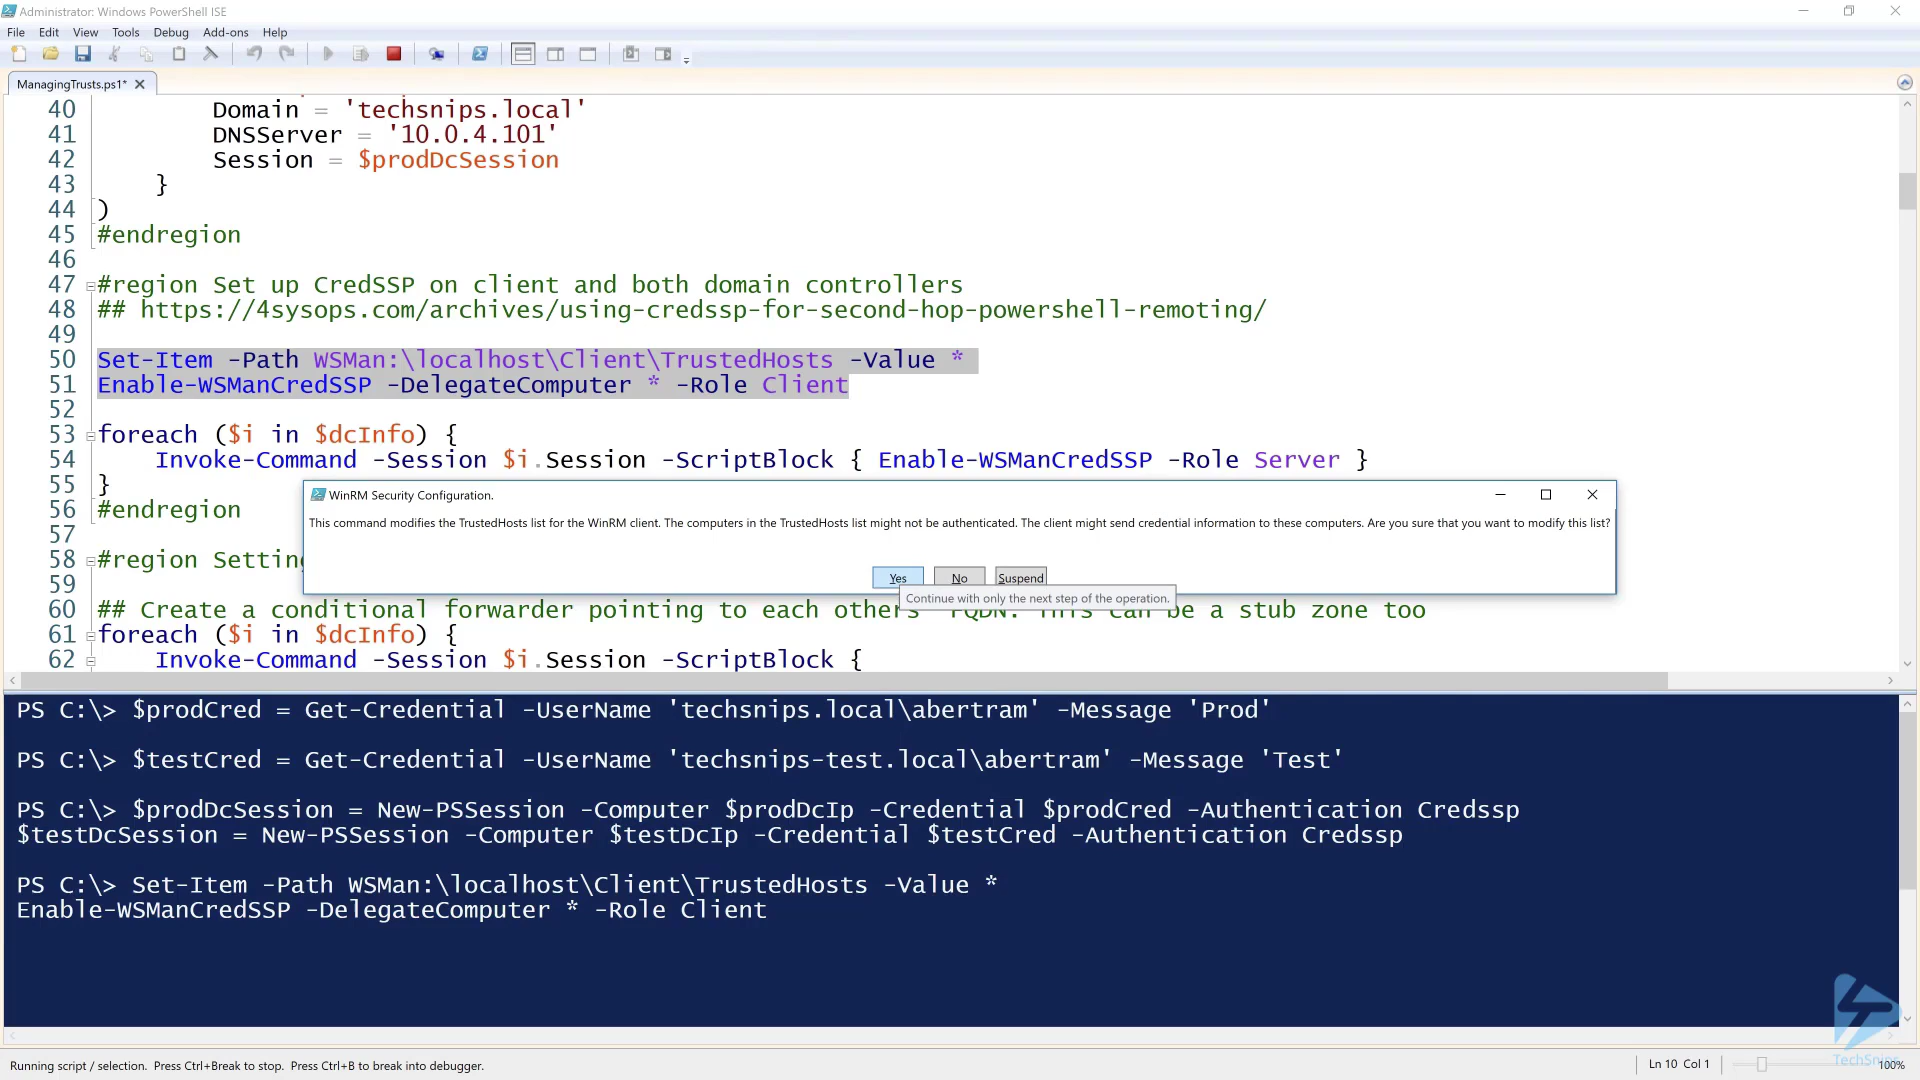 Administrator: Windows PowerShell ISE
File Edit View Tools Debug Add-ons Help
ManagingTrusts.ps1*
40 Domain = 'techsnips.local'
41 DNSServer = '10.0.4.101'
42 Session = $prodDcSession
43 }
44 )
45 #endregion
46
47 #region Set up CredSSP on client and both domain controllers
48 ## https://4sysops.com/archives/using-credssp-for-second-hop-powershell-remoting/
49
50 Set-Item -Path WSMan:\localhost\Client\TrustedHosts -Value *
51 Enable-WSManCredSSP -DelegateComputer * -Role Client
52
53 foreach ($i in $dcInfo) {
54 Invoke-Command -Session $i.Session -ScriptBlock { Enable-WSManCredSSP -Role Server }
55 }
56 #endregion
WinRM Security Configuration.
This command modifies the TrustedHosts list for the WinRM client. The computers in the TrustedHosts list might not be authenticated. The client might send credential information to these computers. Are you sure that you want to modify this list?
Yes No Suspend
Continue with only the next step of the operation.
57
58 #region Setting
59
60 ## Create a conditional forwarder pointing to each others FQDN. This can be a stub zone too
61 foreach ($i in $dcInfo) {
62 Invoke-Command -Session $i.Session -ScriptBlock {
PS C:\> $prodCred = Get-Credential -UserName 'techsnips.local\abertram' -Message 'Prod'
PS C:\> $testCred = Get-Credential -UserName 'techsnips-test.local\abertram' -Message 'Test'
PS C:\> $prodDcSession = New-PSSession -Computer $prodDcIp -Credential $prodCred -Authentication Credssp
$testDcSession = New-PSSession -Computer $testDcIp -Credential $testCred -Authentication Credssp
PS C:\> Set-Item -Path WSMan:\localhost\Client\TrustedHosts -Value *
Enable-WSManCredSSP -DelegateComputer * -Role Client
Running script / selection. Press Ctrl+Break to stop. Press Ctrl+B to break into debugger.
Ln 10 Col 1
TechSnips
100%